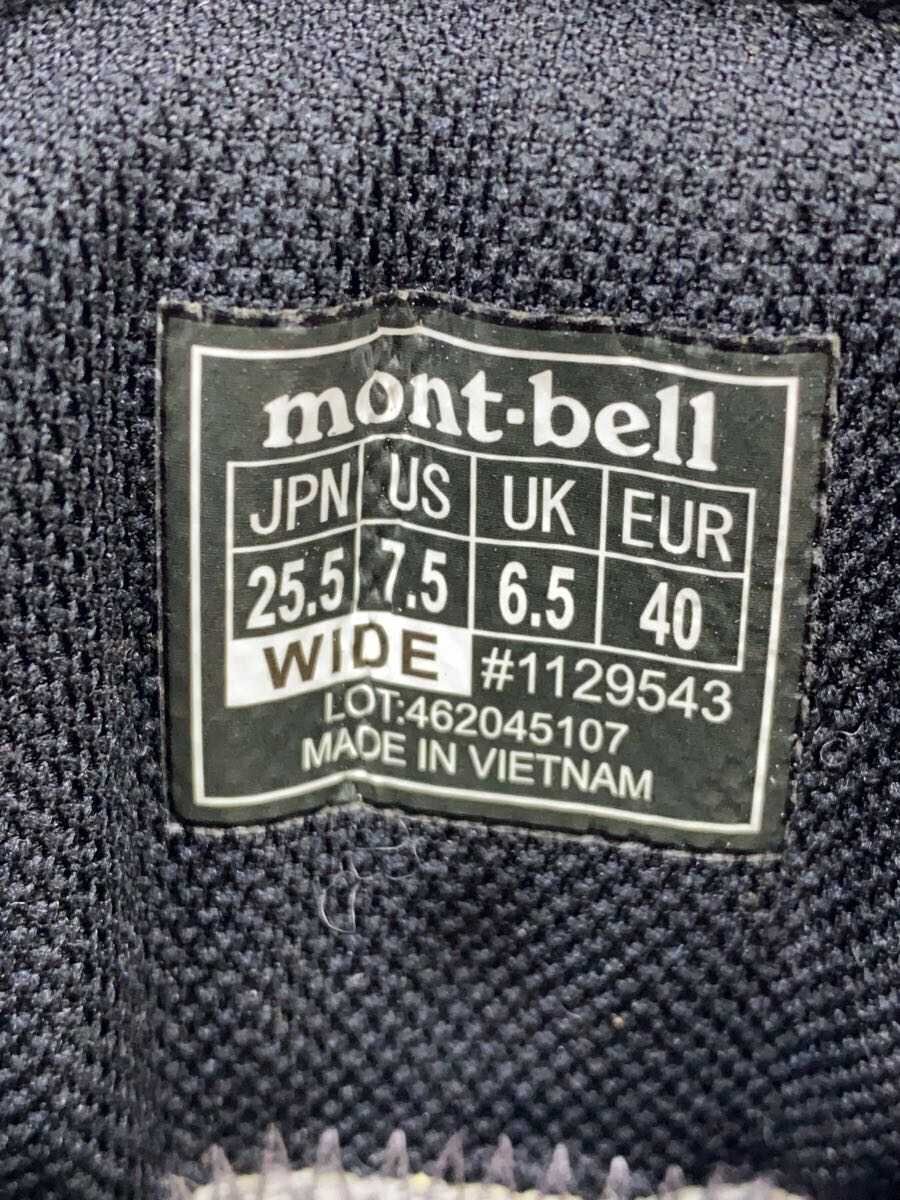 mont-bell
JPN US UK EUR
25.5 7.5 6.5 40
WIDE #1129543
LOT:462045107
MADE IN VIETNAM